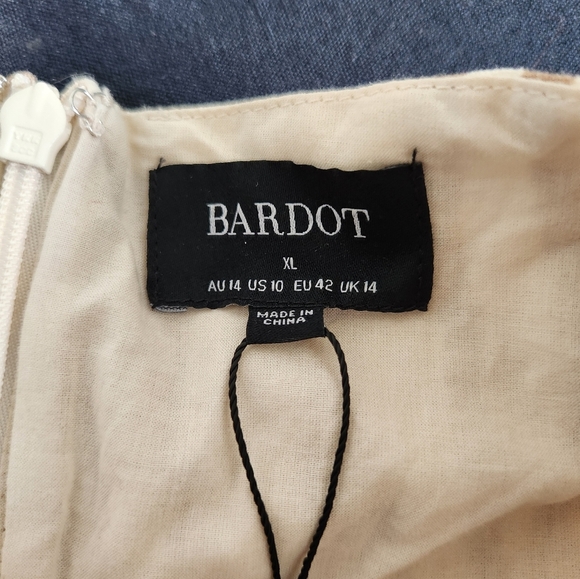 BARDOT
XL
AU 14 US 10 EU 42 UK 14
MADE IN
CHINA